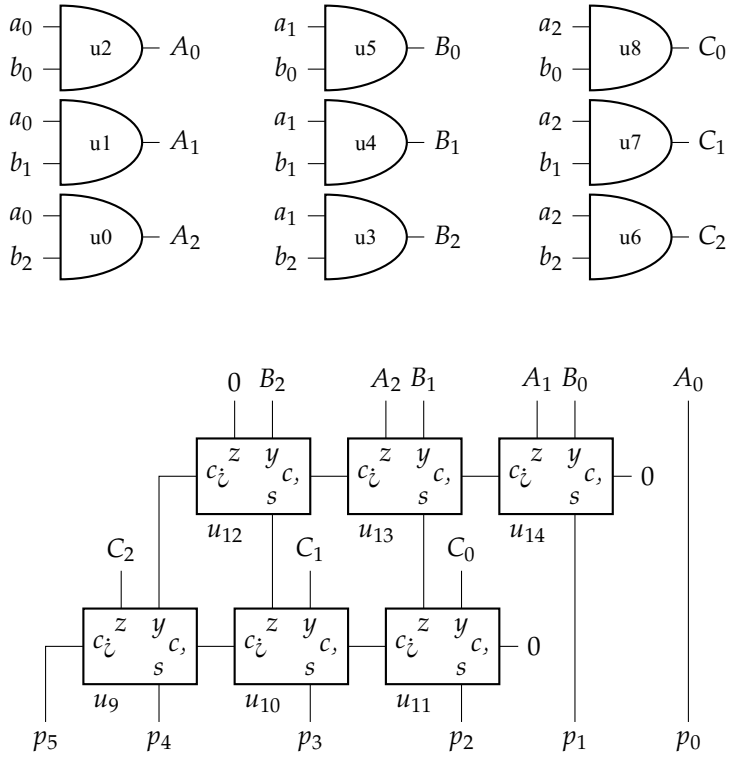 a₀ u2 A₀ a₁ u5 B₀ a₂ u8 C₀
b₀ b₀ b₀
a₀ u1 A₁ a₁ u4 B₁ a₂ u7 C₁
b₁ b₁ b₁
a₀ u0 A₂ a₁ u3 B₂ a₂ u6 C₂
b₂ b₂ b₂
0 B₂ A₂ B₁ A₁ B₀ A₀
z y z y z y
c c, c c, c c, 0
s s s
u₁₂ u₁₃ u₁₄
C₂ C₁ C₀
z y z y z y
c c, c c, c c, 0
s s s
u₉ u₁₀ u₁₁
p₅ p₄ p₃ p₂ p₁ p₀